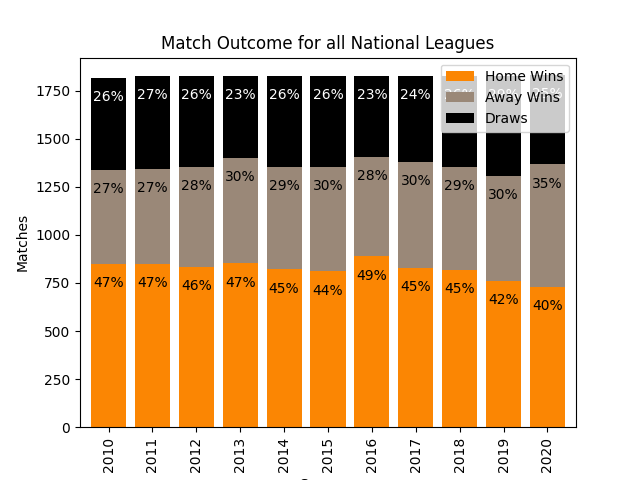 Match Outcome for all National Leagues
Home Wins
Away Wins
Draws
26% 27% 26% 23% 26% 26% 23% 24%
27% 27% 28% 30% 29% 30% 28% 30% 29% 30% 35%
47% 47% 46% 47% 45% 44% 49% 45% 45% 42% 40%
1750
1500
1250
1000
750
500
250
0
Matches
2010 2011 2012 2013 2014 2015 2016 2017 2018 2019 2020